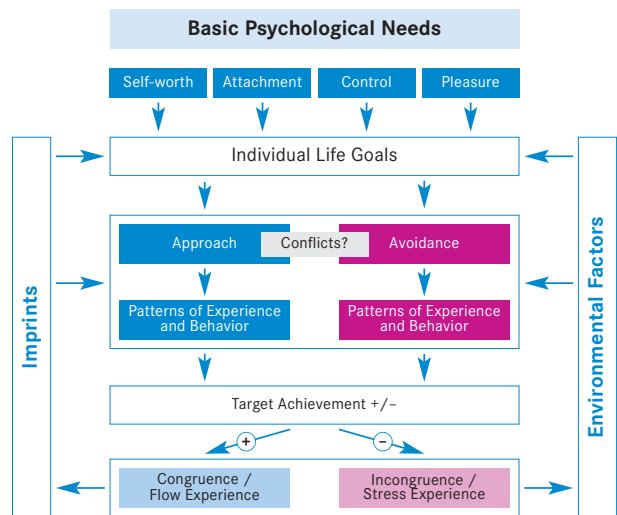 Basic Psychological Needs
Self-worth
Attachment
Control
Pleasure
Individual Life Goals
Imprints
Environmental Factors
Approach
Conflicts?
Avoidance
Patterns of Experience
and Behavior
Patterns of Experience
and Behavior
Target Achievement +/–
+
–
Congruence /
Flow Experience
Incongruence /
Stress Experience